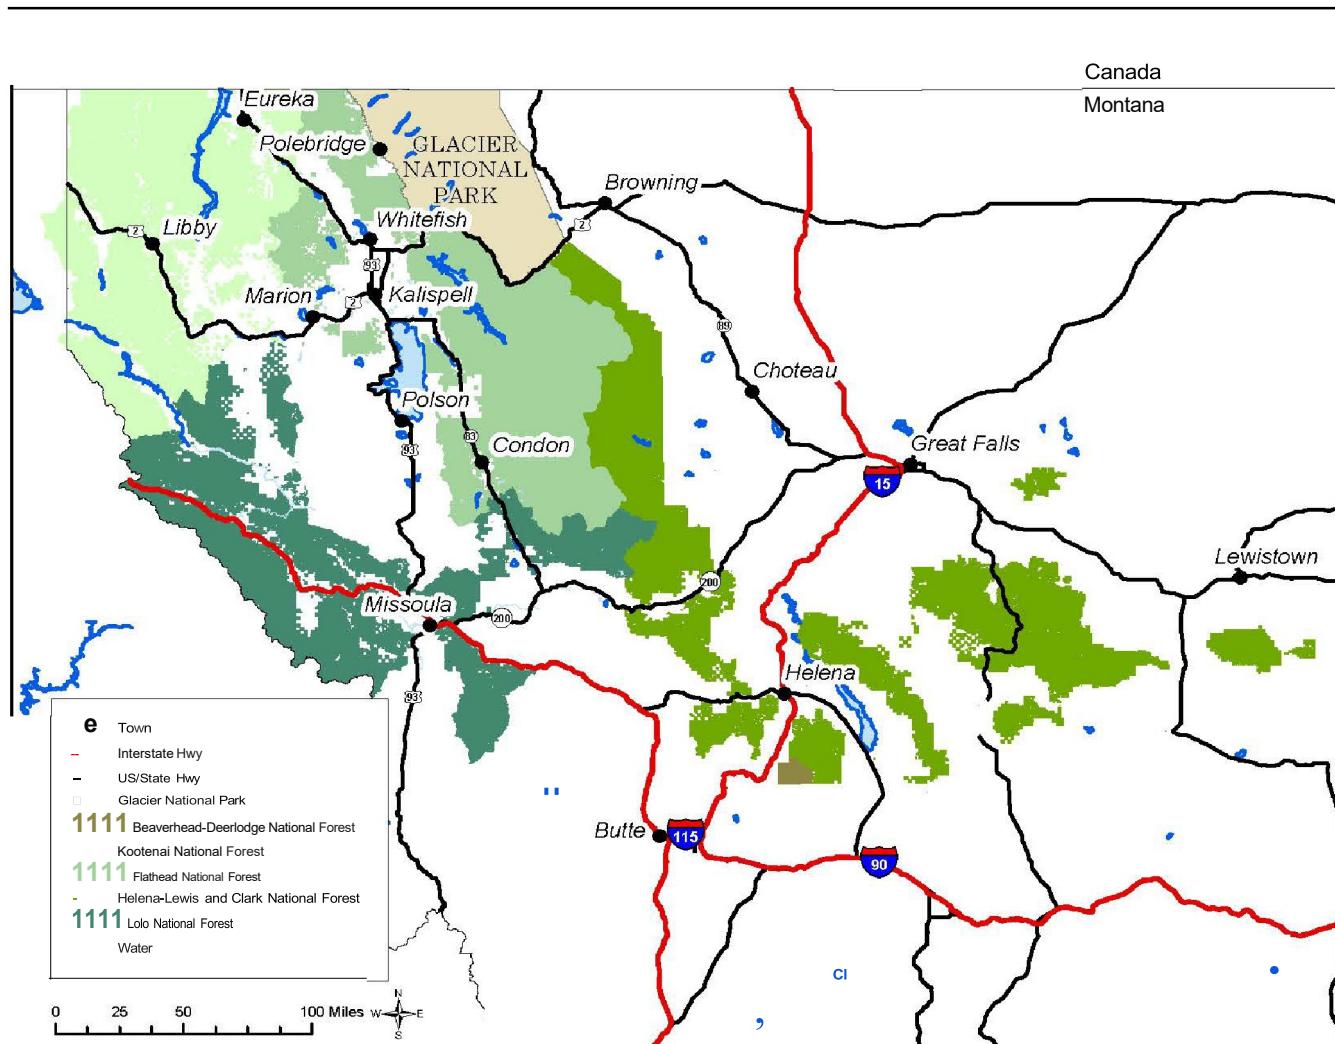 Canada
Montana
Eureka
Polebridge
GLACIER
NATIONAL
PARK
Browning
Whitefish
2
Libby
2
93
Marion
2
Kalispell
89
Choteau
Polson
93
83
Condon
Great Falls
15
Lewistown
200
Missoula
200
Helena
93
e Town
Interstate Hwy
US/State Hwy
Glacier National Park
1111 Beaverhead-Deerlodge National Forest
Kootenai National Forest
1111 Flathead National Forest
Helena-Lewis and Clark National Forest
1111 Lolo National Forest
Water
Butte
115
90
CI
,
0 25 50 100 Miles
N
W E
S